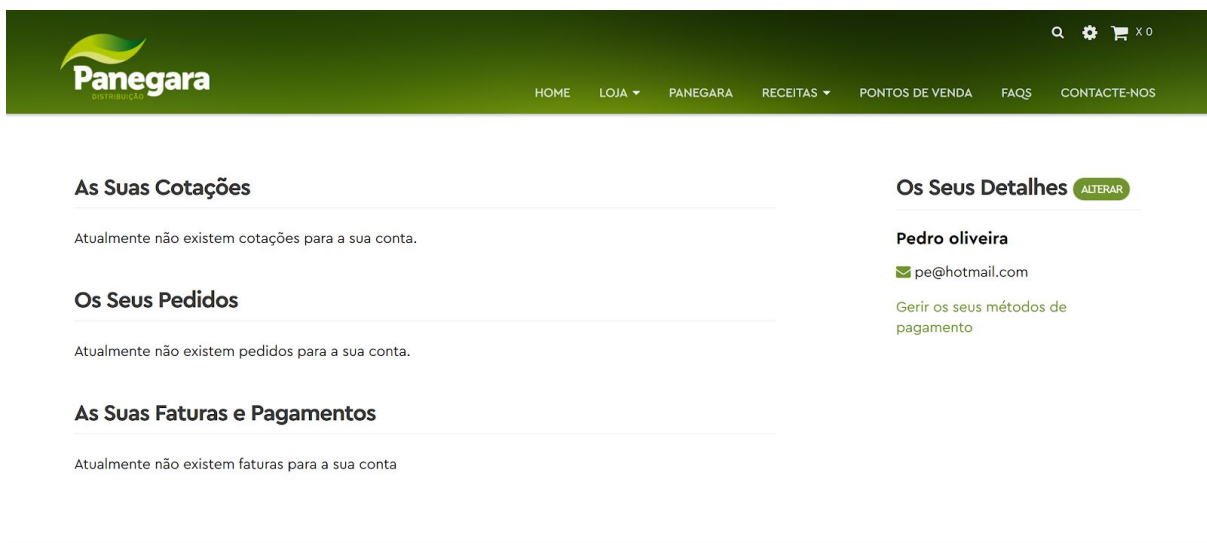 X 0
Panegara
DISTRIBUIÇÃO
HOME LOJA PANEGARA RECEITAS PONTOS DE VENDA FAQS CONTACTE-NOS
As Suas Cotações
Atualmente não existem cotações para a sua conta.
Os Seus Pedidos
Atualmente não existem pedidos para a sua conta.
As Suas Faturas e Pagamentos
Atualmente não existem faturas para a sua conta
Os Seus Detalhes ALTERAR
Pedro oliveira
pe@hotmail.com
Gerir os seus métodos de
pagamento